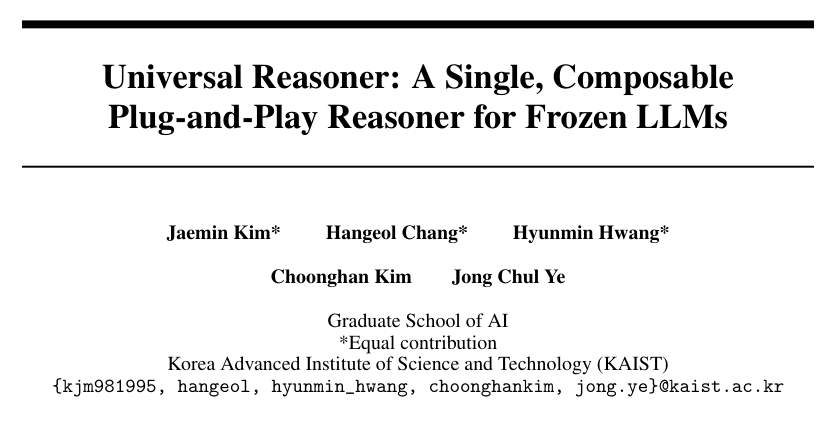 Universal Reasoner: A Single, Composable
Plug-and-Play Reasoner for Frozen LLMs
Jaemin Kim* Hangeol Chang* Hyunmin Hwang*
Choonghan Kim Jong Chul Ye
Graduate School of AI
*Equal contribution
Korea Advanced Institute of Science and Technology (KAIST)
{kjm981995, hangeol, hyunmin_hwang, choonghankim, jong.ye}@kaist.ac.kr